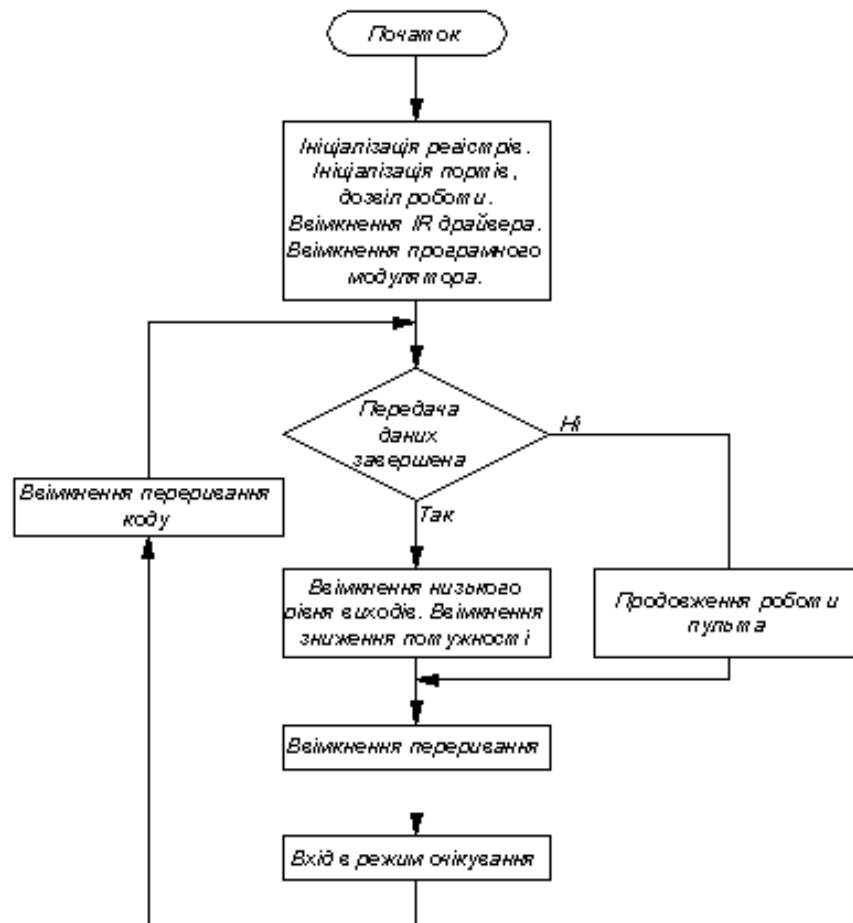 Початок
Ініціалізація регістрів.
Ініціалізація портів,
дозвіл роботи.
Ввімкнення IR драйвера.
Ввімкнення програмного
модулятора.
Передача
даних
завершена
Ні
Ввімкнення переривання
коду
Так
Ввімкнення низького
рівня виходів. Ввімкнення
зниження потужності
Продовження роботи
пульта
Ввімкнення переривання
Вхід в режим очікування